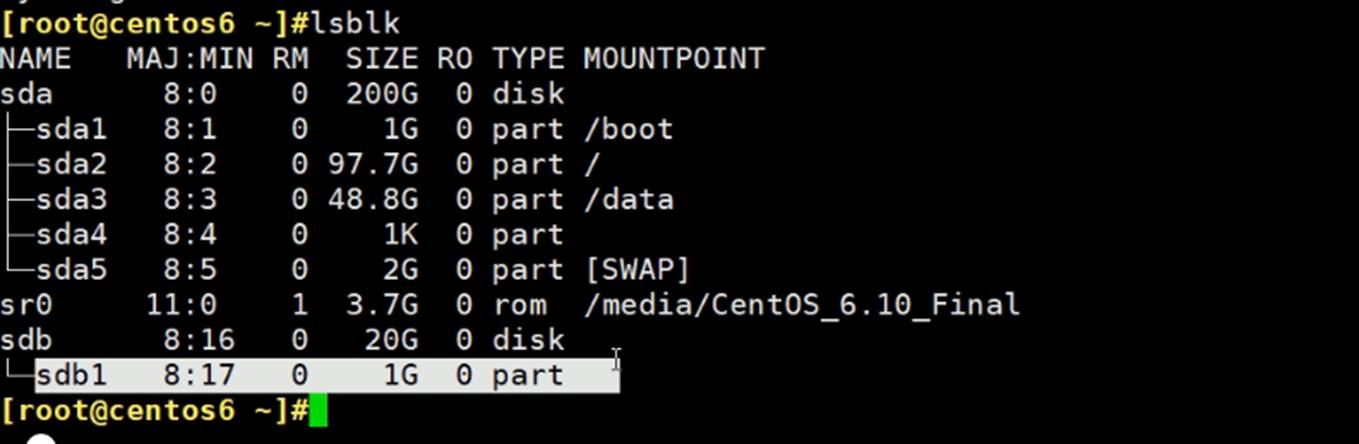 [root@centos6 ~]#lsblk
NAME   MAJ:MIN RM  SIZE RO TYPE MOUNTPOINT
sda      8:0    0  200G  0 disk
├─sda1   8:1    0    1G  0 part /boot
├─sda2   8:2    0 97.7G  0 part /
├─sda3   8:3    0 48.8G  0 part /data
├─sda4   8:4    0    1K  0 part
└─sda5   8:5    0    2G  0 part [SWAP]
sr0     11:0    1  3.7G  0 rom  /media/CentOS_6.10_Final
sdb      8:16   0   20G  0 disk
└─sdb1   8:17   0    1G  0 part
[root@centos6 ~]#